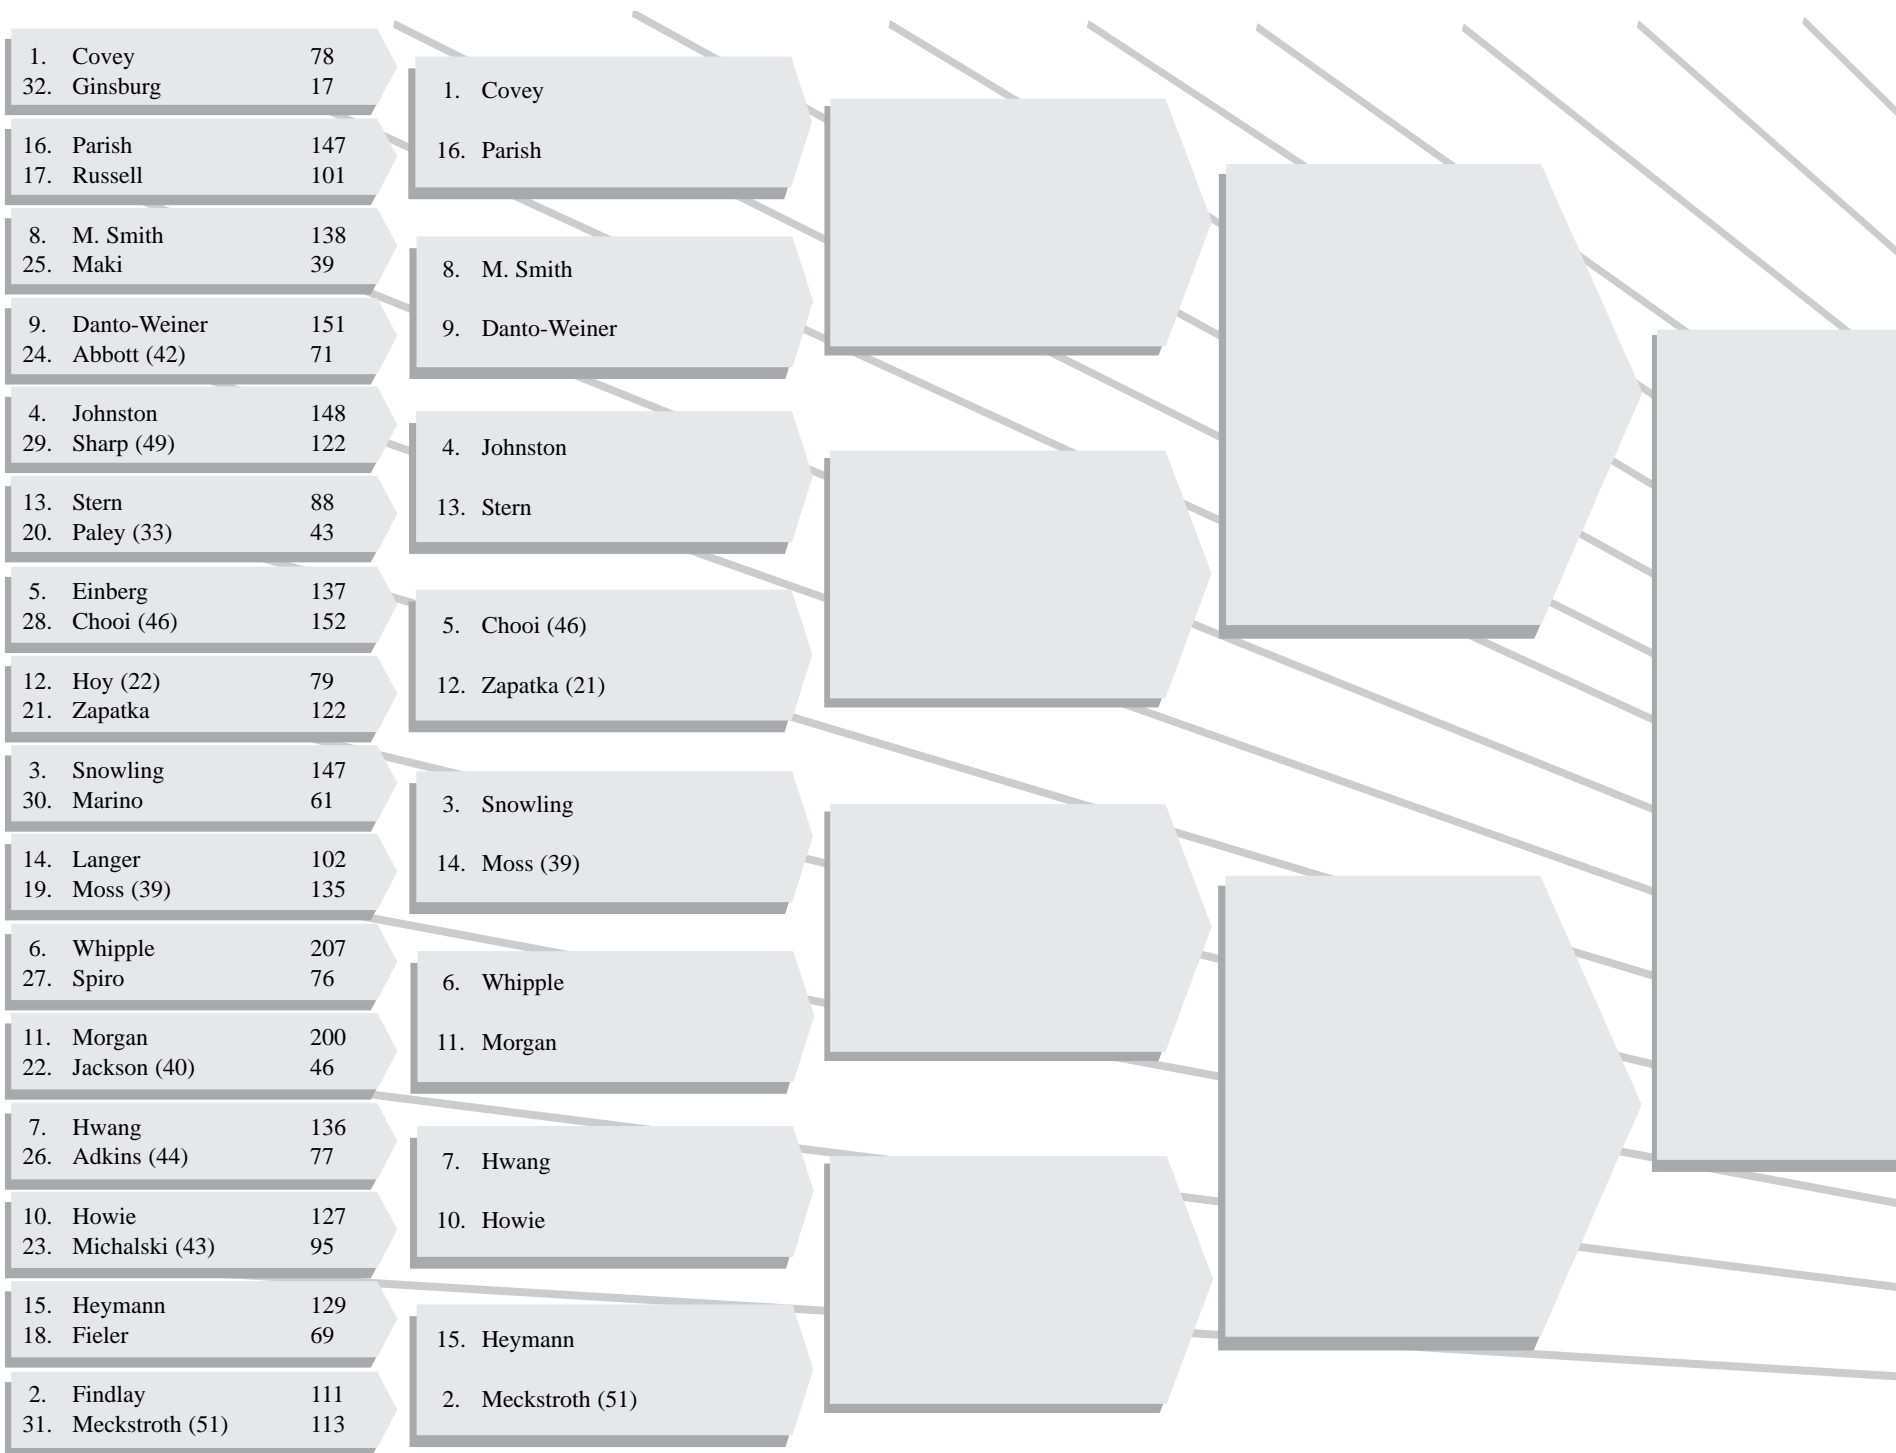 1. Covey 78
32. Ginsburg 17
16. Parish 147
17. Russell 101
8. M. Smith 138
25. Maki 39
9. Danto-Weiner 151
24. Abbott (42) 71
4. Johnston 148
29. Sharp (49) 122
13. Stern 88
20. Paley (33) 43
5. Einberg 137
28. Chooi (46) 152
12. Hoy (22) 79
21. Zapatka 122
3. Snowling 147
30. Marino 61
14. Langer 102
19. Moss (39) 135
6. Whipple 207
27. Spiro 76
11. Morgan 200
22. Jackson (40) 46
7. Hwang 136
26. Adkins (44) 77
10. Howie 127
23. Michalski (43) 95
15. Heymann 129
18. Fieler 69
2. Findlay 111
31. Meckstroth (51) 113
1. Covey
16. Parish
8. M. Smith
9. Danto-Weiner
4. Johnston
13. Stern
5. Chooi (46)
12. Zapatka (21)
3. Snowling
14. Moss (39)
6. Whipple
11. Morgan
7. Hwang
10. Howie
15. Heymann
2. Meckstroth (51)